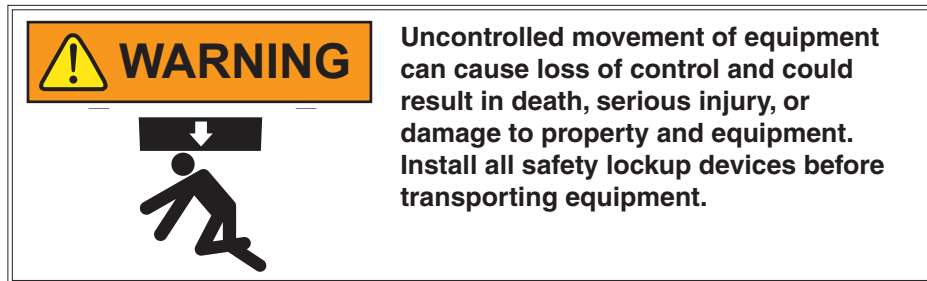 WARNING
Uncontrolled movement of equipment
can cause loss of control and could
result in death, serious injury, or
damage to property and equipment.
Install all safety lockup devices before
transporting equipment.